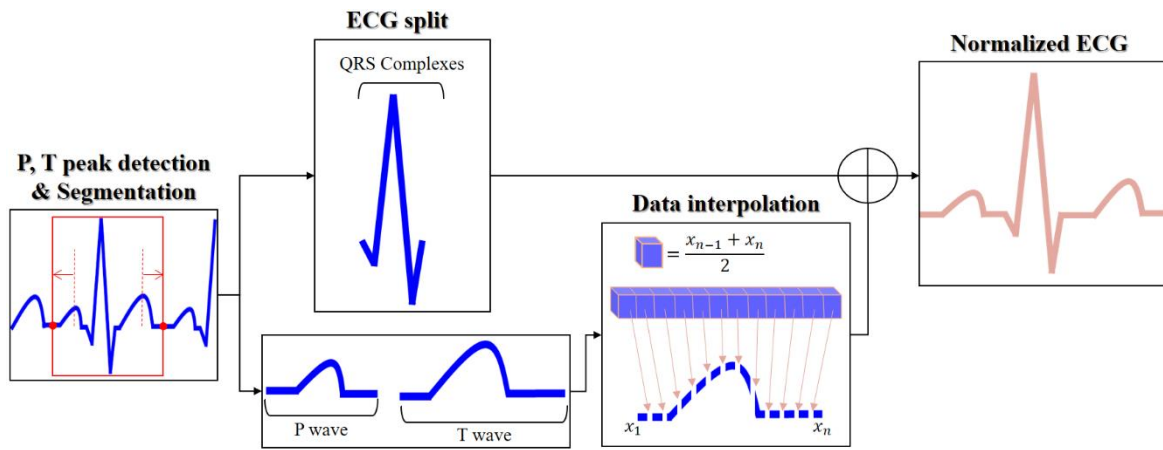 ECG split
QRS Complexes
P, T peak detection
& Segmentation
P wave
T wave
Data interpolation
= \frac{x_{n-1} + x_n}{2}
x_1
x_n
Normalized ECG